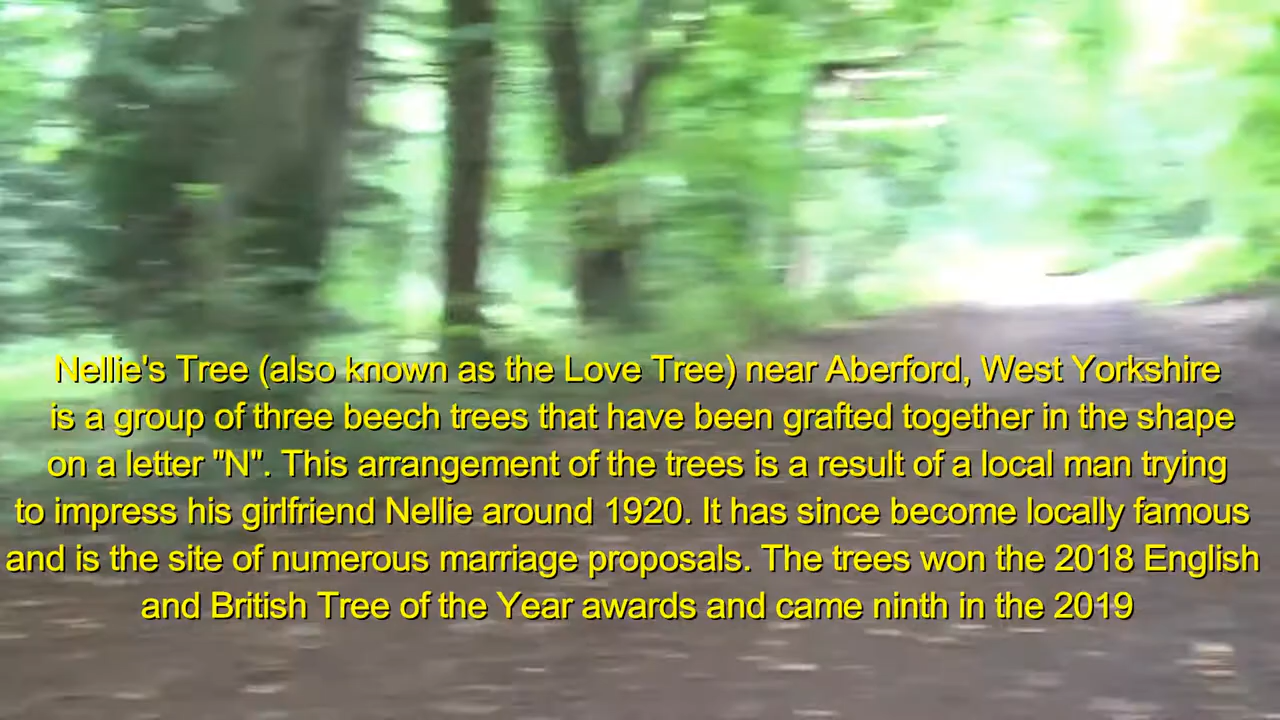 Nellie's Tree (also known as the Love Tree) near Aberford, West Yorkshire
is a group of three beech trees that have been grafted together in the shape
on a letter "N". This arrangement of the trees is a result of a local man trying
to impress his girlfriend Nellie around 1920. It has since become locally famous
and is the site of numerous marriage proposals. The trees won the 2018 English
and British Tree of the Year awards and came ninth in the 2019